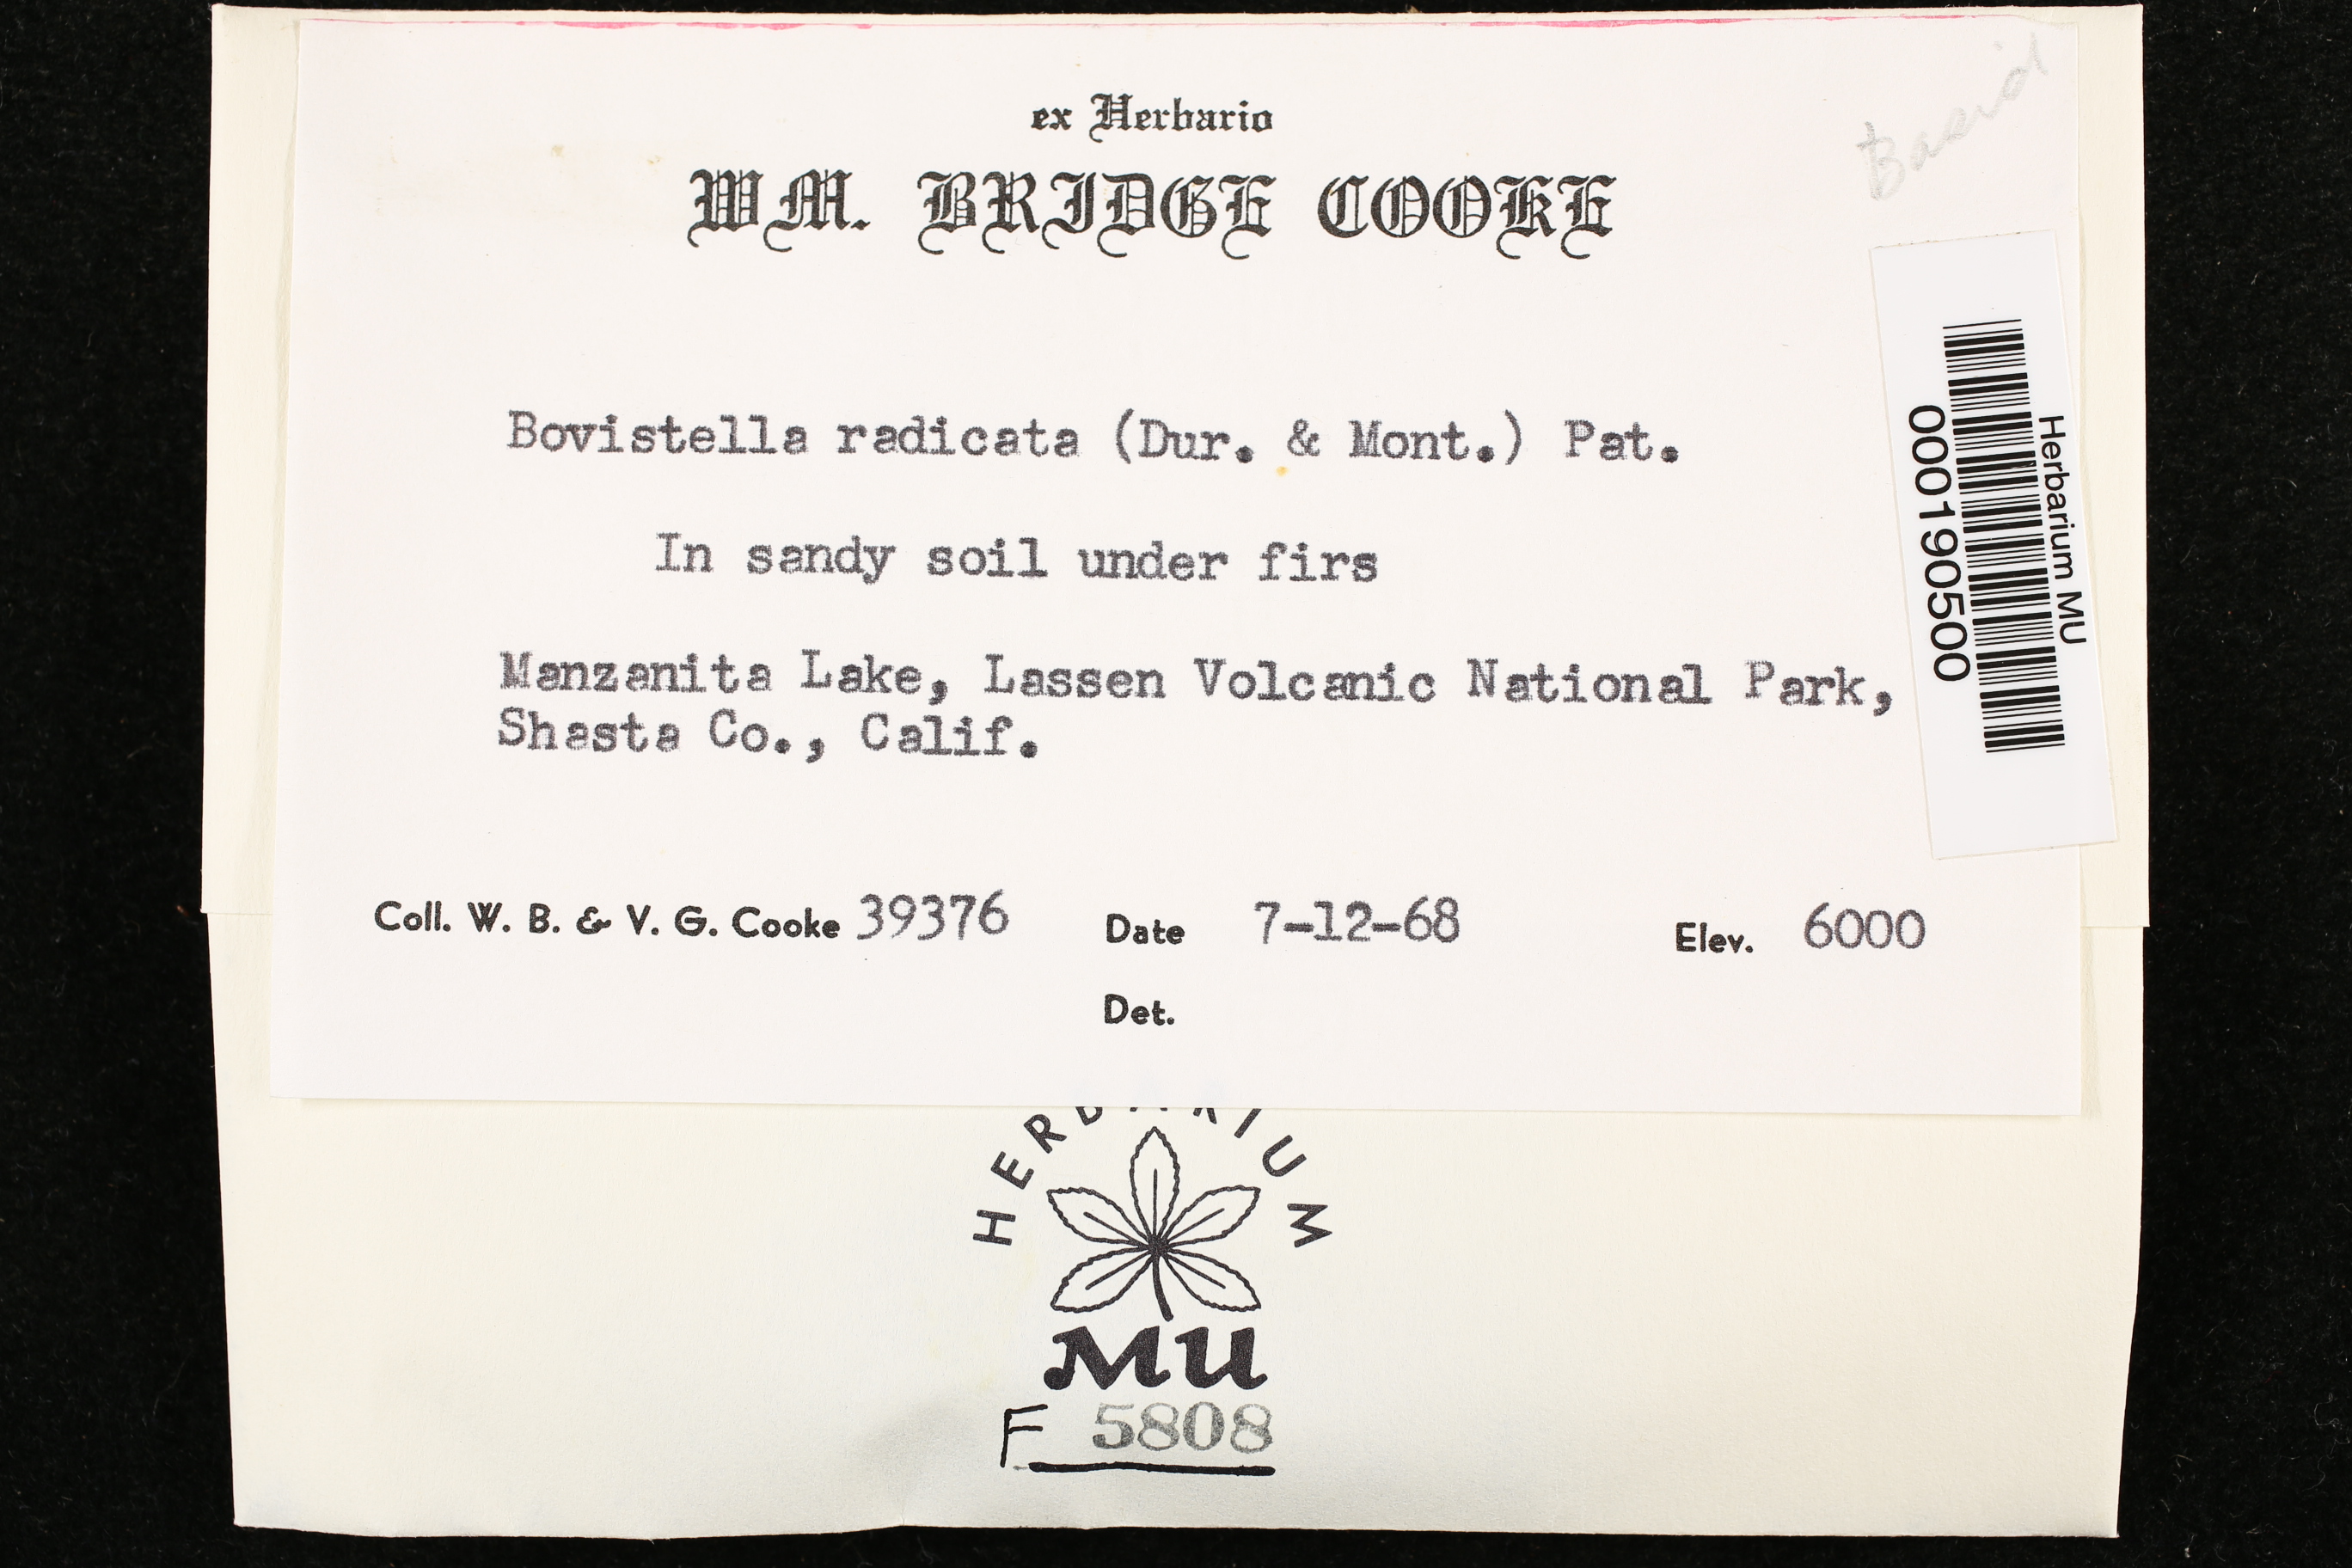 ex Herbario
WM. BRIDGE COOKE
Basid
Bovistella radicata (Dur. & Mont.) Pat.
In sandy soil under firs
Manzanita Lake, Lassen Volcanic National Park,
Shasta Co., Calif.
Herbarium MU
000190500
Coll. W. B. & V. G. Cooke 39376 Date 7-12-68 Elev. 6000
Det.
HERBARIUM
MU
F 5808